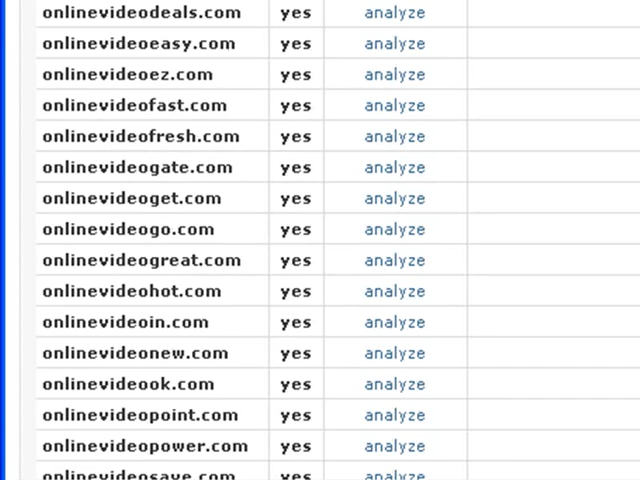 onlinevideodeals.com yes analyze
onlinevideoeasy.com yes analyze
onlinevideoez.com yes analyze
onlinevideofast.com yes analyze
onlinevideofresh.com yes analyze
onlinevideogate.com yes analyze
onlinevideoget.com yes analyze
onlinevideogo.com yes analyze
onlinevideogreat.com yes analyze
onlinevideohot.com yes analyze
onlinevideoin.com yes analyze
onlinevideonew.com yes analyze
onlinevideook.com yes analyze
onlinevideopoint.com yes analyze
onlinevideopower.com yes analyze
onlinevideosave.com yes analyze